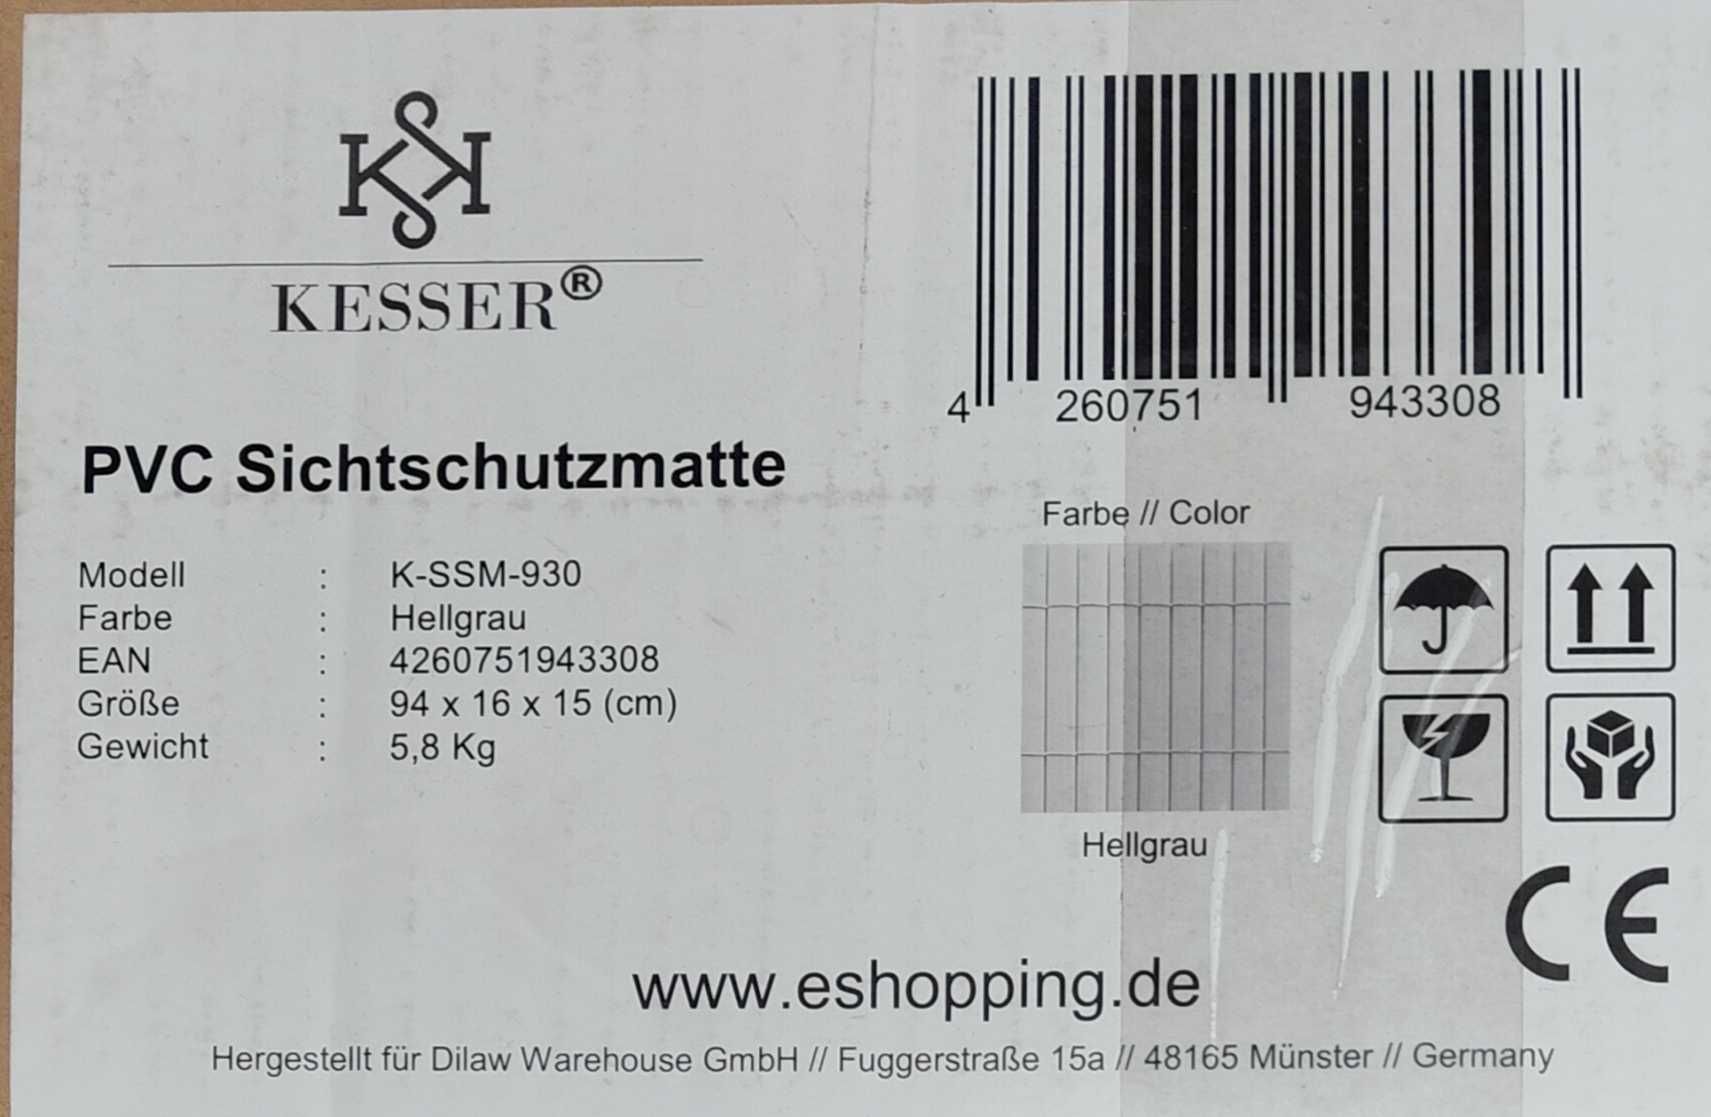 KESSER®
4 260751 943308
PVC Sichtschutzmatte
Modell : K-SSM-930
Farbe : Hellgrau
EAN : 4260751943308
Größe : 94 x 16 x 15 (cm)
Gewicht : 5,8 Kg
Farbe // Color
Hellgrau
CE
www.eshopping.de
Hergestellt für Dilaw Warehouse GmbH // Fuggerstraße 15a // 48165 Münster // Germany